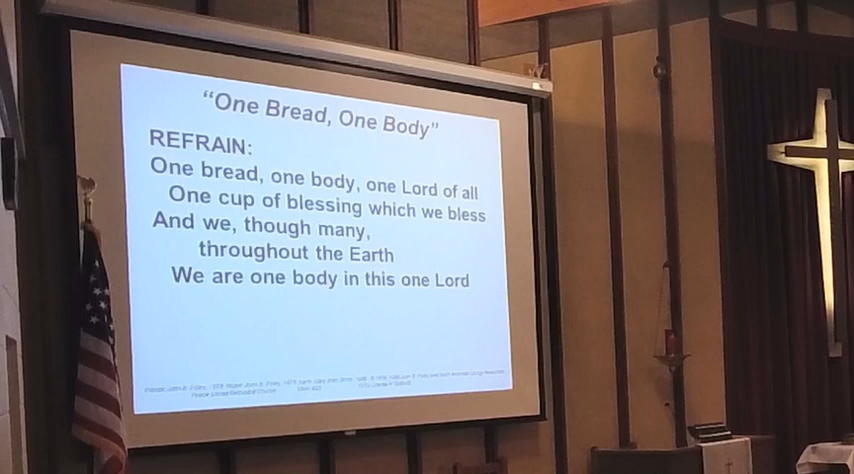 “One Bread, One Body”
REFRAIN:
One bread, one body, one Lord of all
One cup of blessing which we bless
And we, though many,
throughout the Earth
We are one body in this one Lord